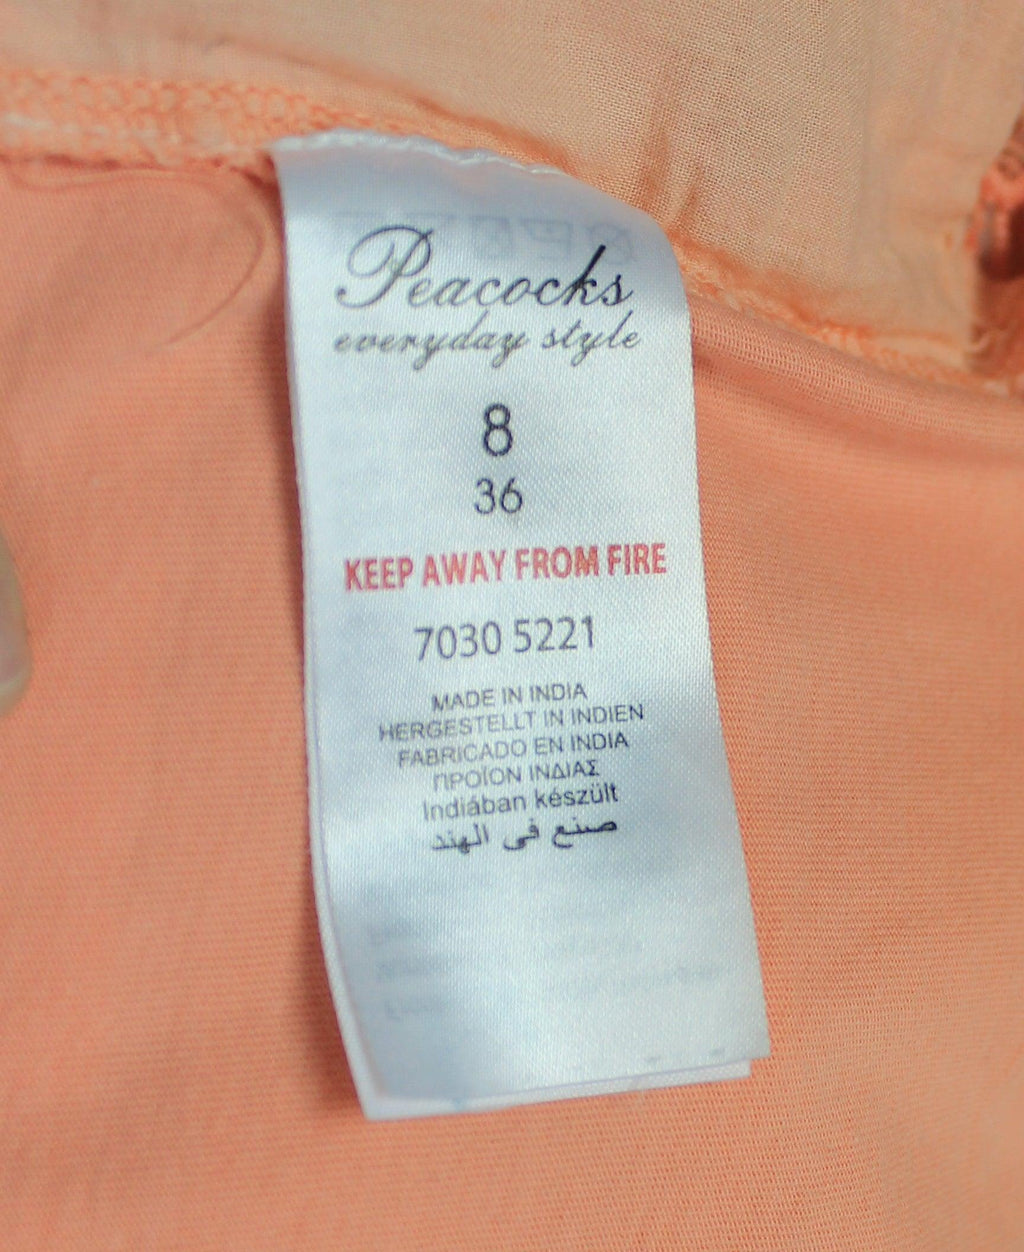 Peacocks
everyday style
8
36
KEEP AWAY FROM FIRE
7030 5221
MADE IN INDIA
HERGESTELLT IN INDIEN
FABRICADO EN INDIA
ΠΡΟΪΟΝ ΙΝΔΙΑΣ
Indiában készült
صنع في الهند